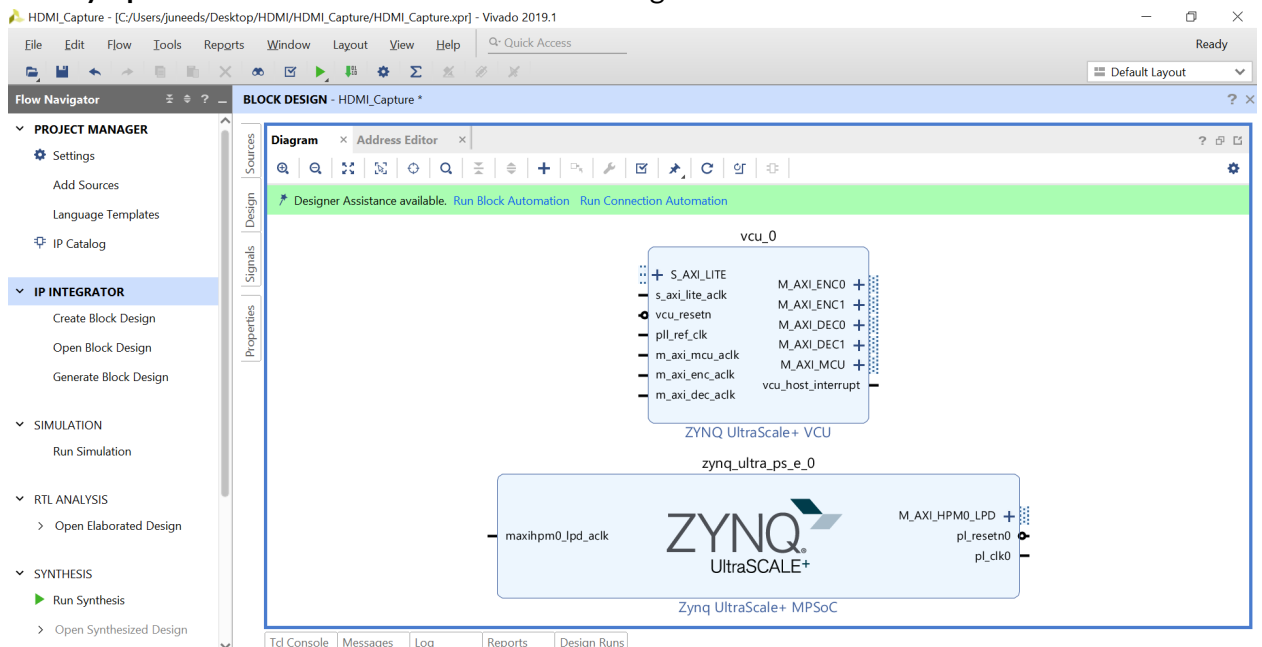 HDMI_Capture - [C:/Users/juneeds/Desktop/HDMI/HDMI_Capture/HDMI_Capture.xpr] - Vivado 2019.1
File Edit Flow Tools Reports Window Layout View Help Q- Quick Access Ready
Default Layout
Flow Navigator
PROJECT MANAGER
Settings
Add Sources
Language Templates
IP Catalog
IP INTEGRATOR
Create Block Design
Open Block Design
Generate Block Design
SIMULATION
Run Simulation
RTL ANALYSIS
Open Elaborated Design
SYNTHESIS
Run Synthesis
Open Synthesized Design
BLOCK DESIGN - HDMI_Capture *
Sources
Design
Signals
Properties
Diagram Address Editor
Designer Assistance available. Run Block Automation Run Connection Automation
vcu_0
S_AXI_LITE
s_axi_lite_aclk
vcu_resetn
pll_ref_clk
m_axi_mcu_aclk
m_axi_enc_aclk
m_axi_dec_aclk
M_AXI_ENC0
M_AXI_ENC1
M_AXI_DEC0
M_AXI_DEC1
M_AXI_MCU
vcu_host_interrupt
ZYNQ UltraScale+ VCU
zynq_ultra_ps_e_0
maxihpm0_lpd_aclk
ZYNQ
UltraSCALE+
M_AXI_HPM0_LPD
pl_resetn0
pl_clk0
Zynq UltraScale+ MPSoC
Tcl Console Messages Log Reports Design Runs